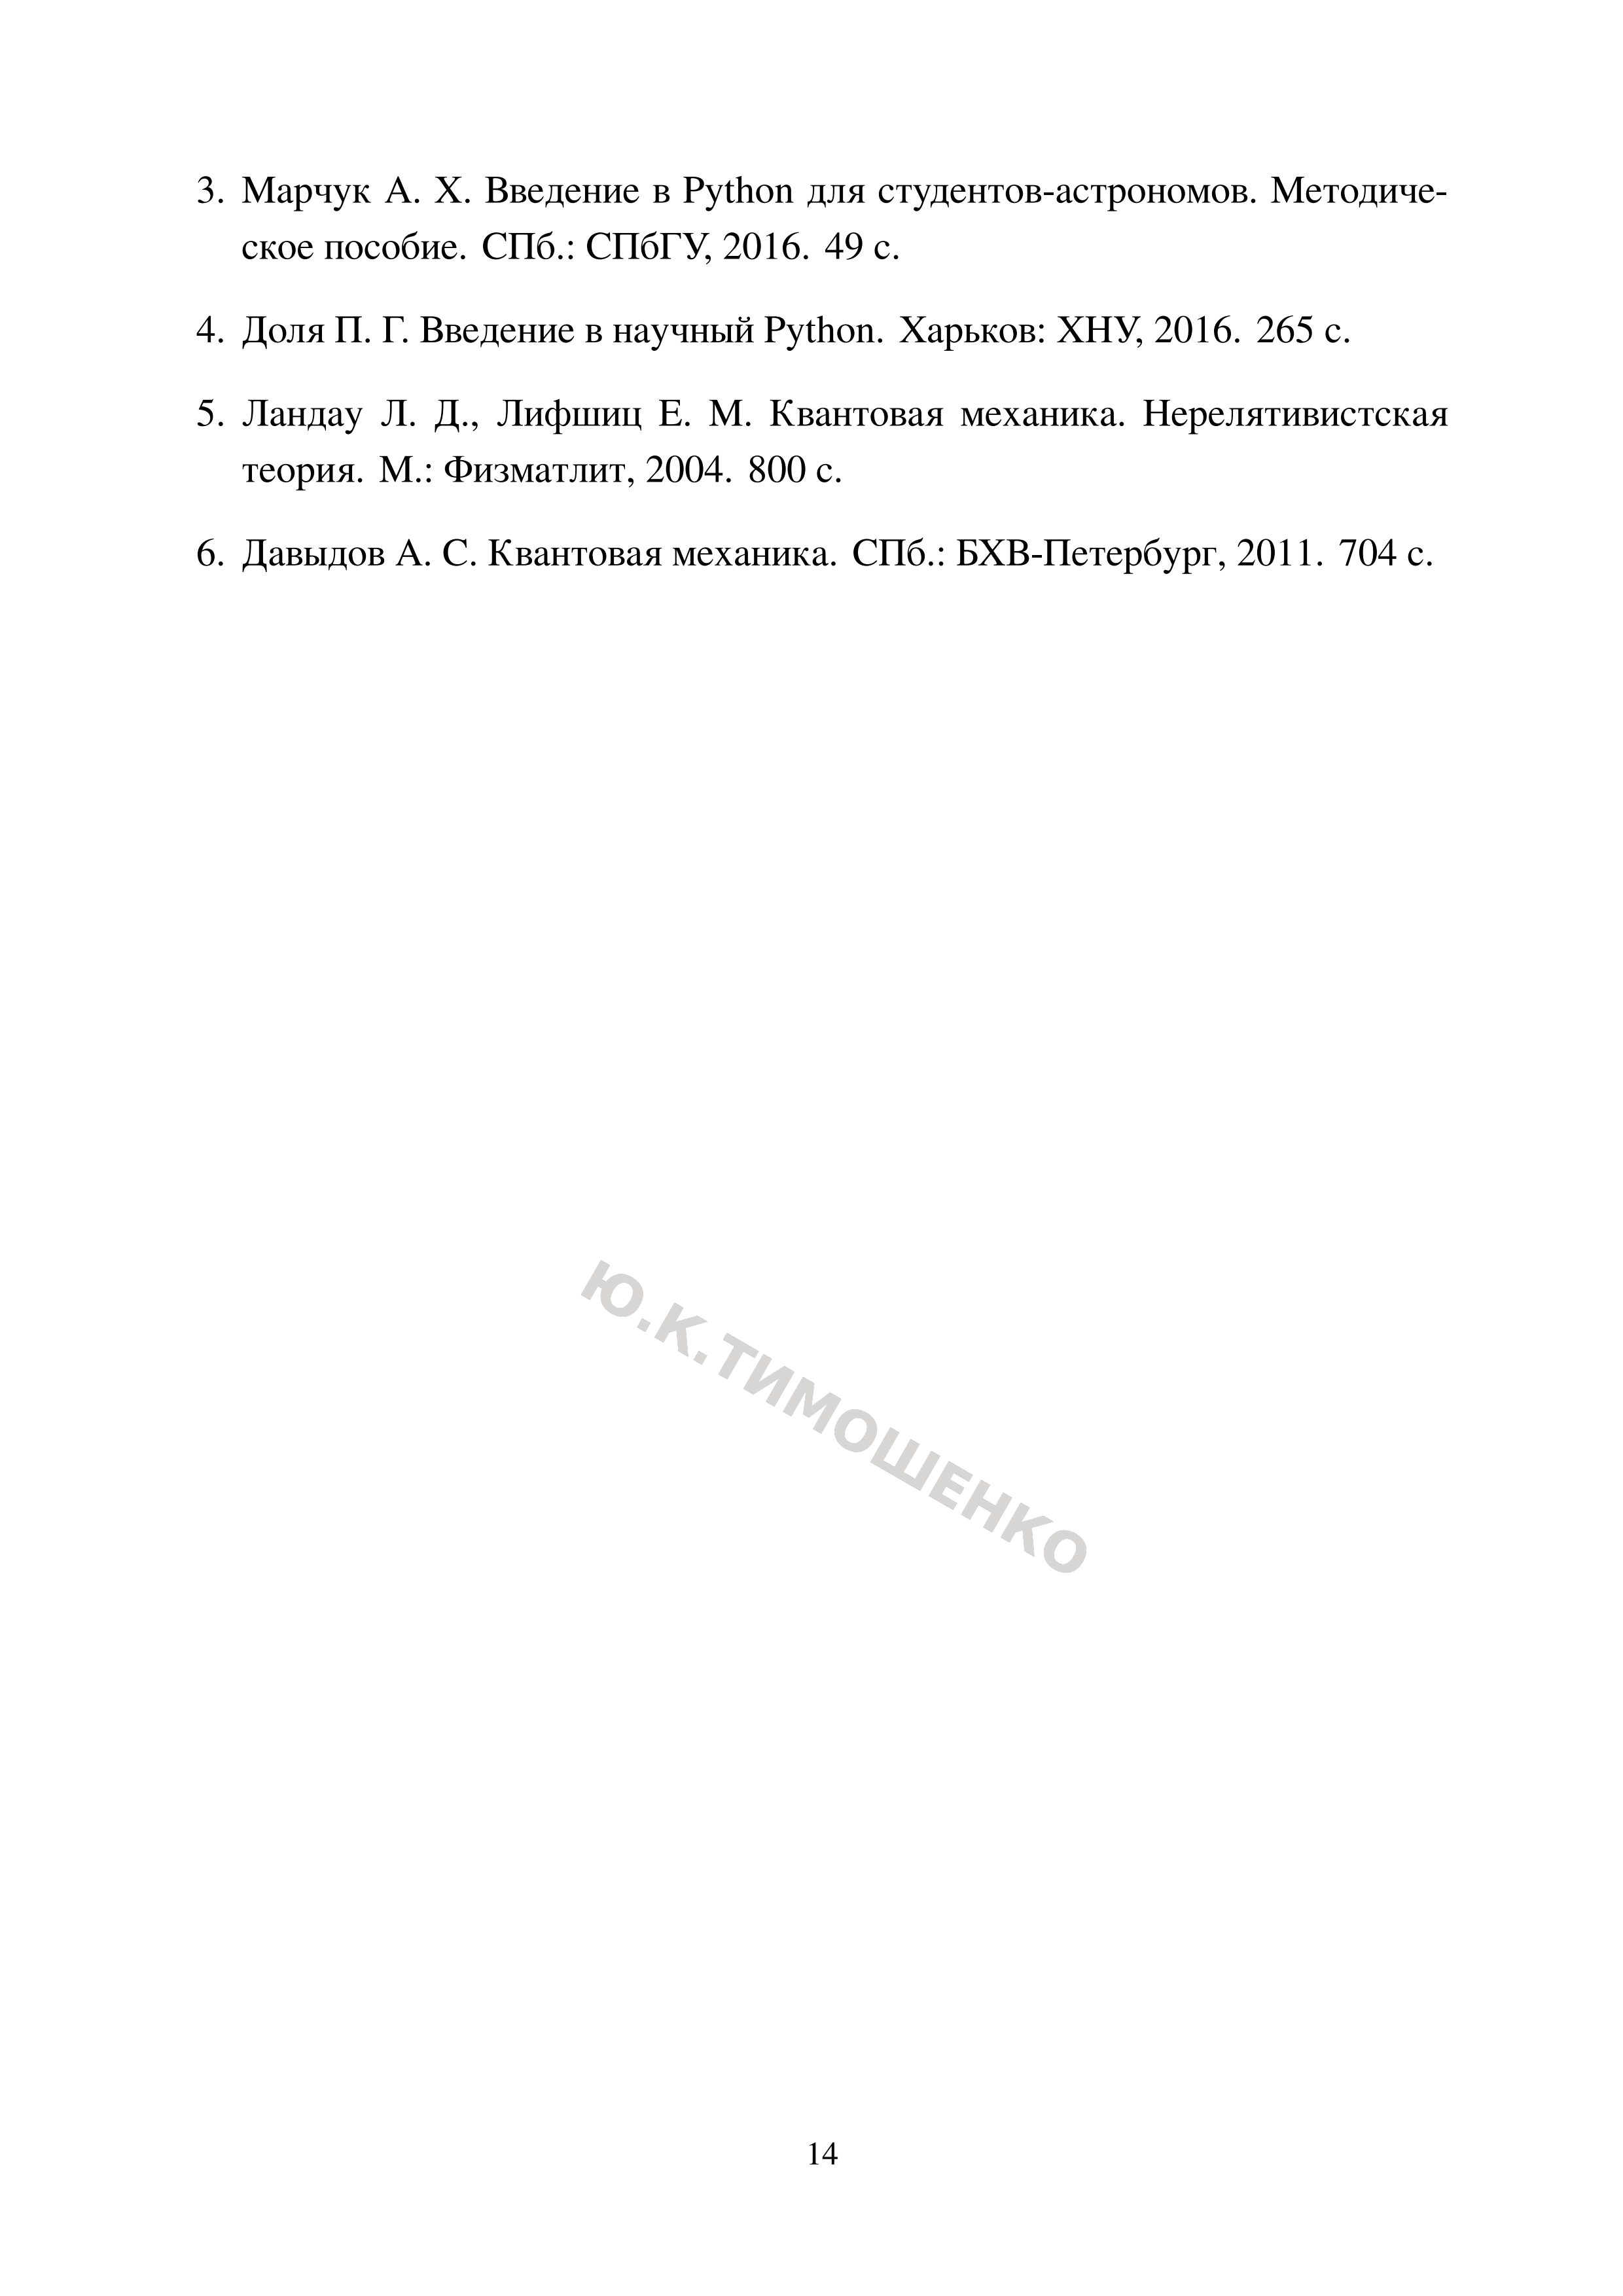 3. Марчук А. Х. Введение в Python для студентов-астрономов. Методиче-
ское пособие. СПб.: СПбГУ, 2016. 49 с.
4. Доля П. Г. Введение в научный Python. Харьков: ХНУ, 2016. 265 с.
5. Ландау Л. Д., Лифшиц Е. М. Квантовая механика. Нерелятивистская
теория. М.: Физматлит, 2004. 800 с.
6. Давыдов А. С. Квантовая механика. СПб.: БХВ-Петербург, 2011. 704 с.
Ю.К.ТИМОШЕНКО
14